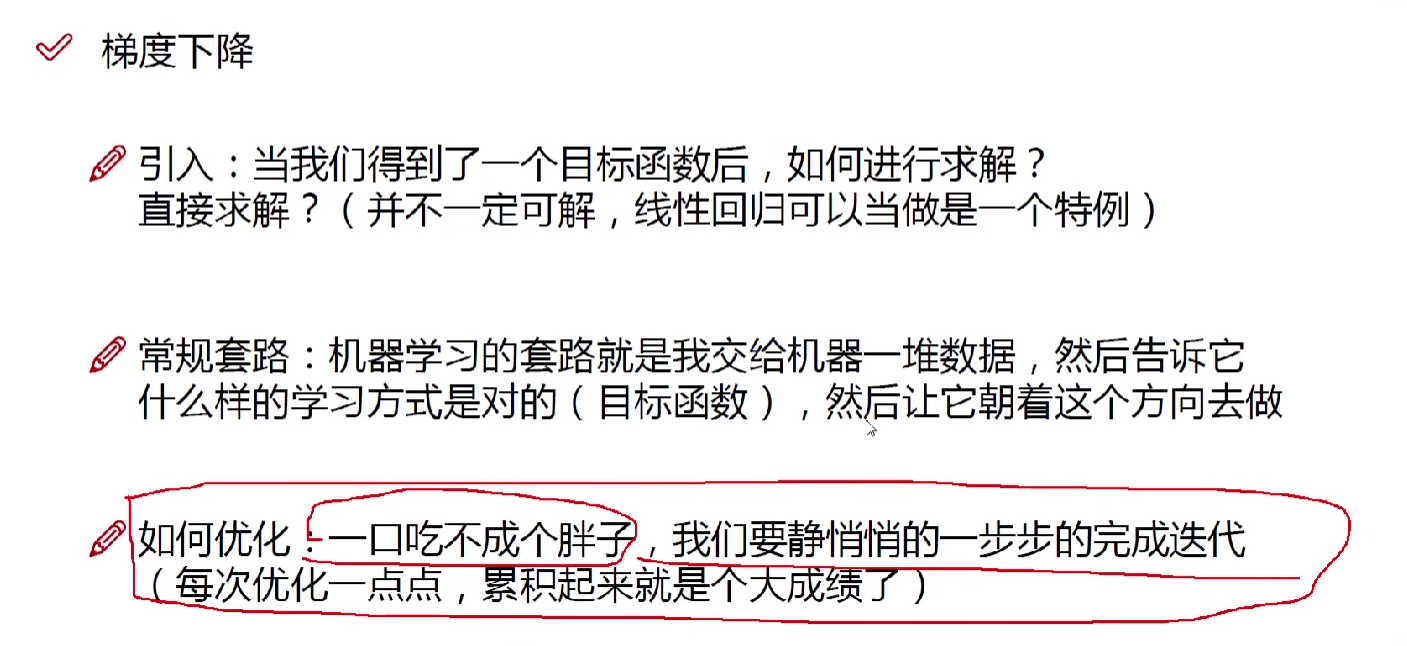 梯度下降
引入：当我们得到了一个目标函数后，如何进行求解？
直接求解？（并不一定可解，线性回归可以当做是一个特例）
常规套路：机器学习的套路就是我交给机器一堆数据，然后告诉它
什么样的学习方式是对的（目标函数），然后让它朝着这个方向去做
如何优化：一口吃不成个胖子，我们要静悄悄的一步步的完成迭代
（每次优化一点点，累积起来就是个大成绩了）